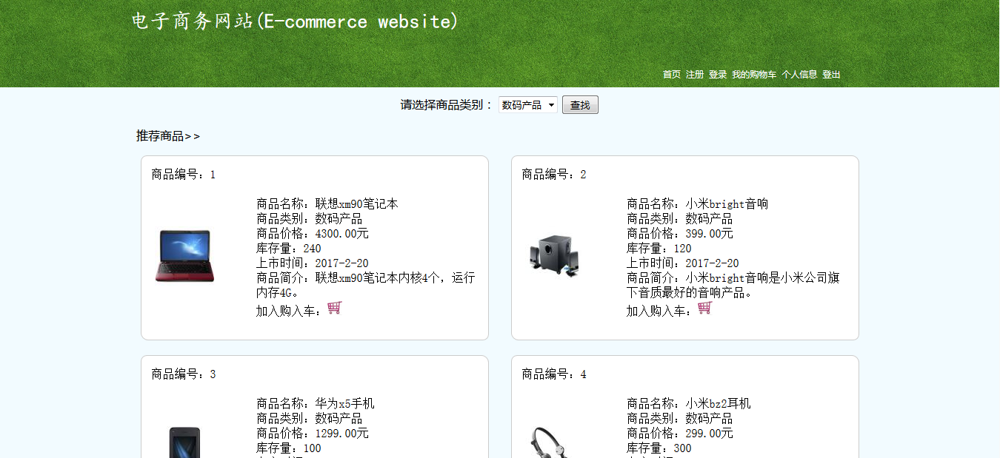 电子商务网站(E-commerce website)
首页 注册 登录 我的购物车 个人信息 登出
请选择商品类别： 数码产品 查找
推荐商品>>
商品编号：1
商品名称：联想xm90笔记本
商品类别：数码产品
商品价格：4300.00元
库存量：240
上市时间：2017-2-20
商品简介：联想xm90笔记本内核4个，运行
内存4G。
加入购入车：
商品编号：2
商品名称：小米bright音响
商品类别：数码产品
商品价格：399.00元
库存量：120
上市时间：2017-2-20
商品简介：小米bright音响是小米公司旗
下音质最好的音响产品。
加入购入车：
商品编号：3
商品名称：华为x5手机
商品类别：数码产品
商品价格：1299.00元
库存量：100
商品编号：4
商品名称：小米bz2耳机
商品类别：数码产品
商品价格：299.00元
库存量：300